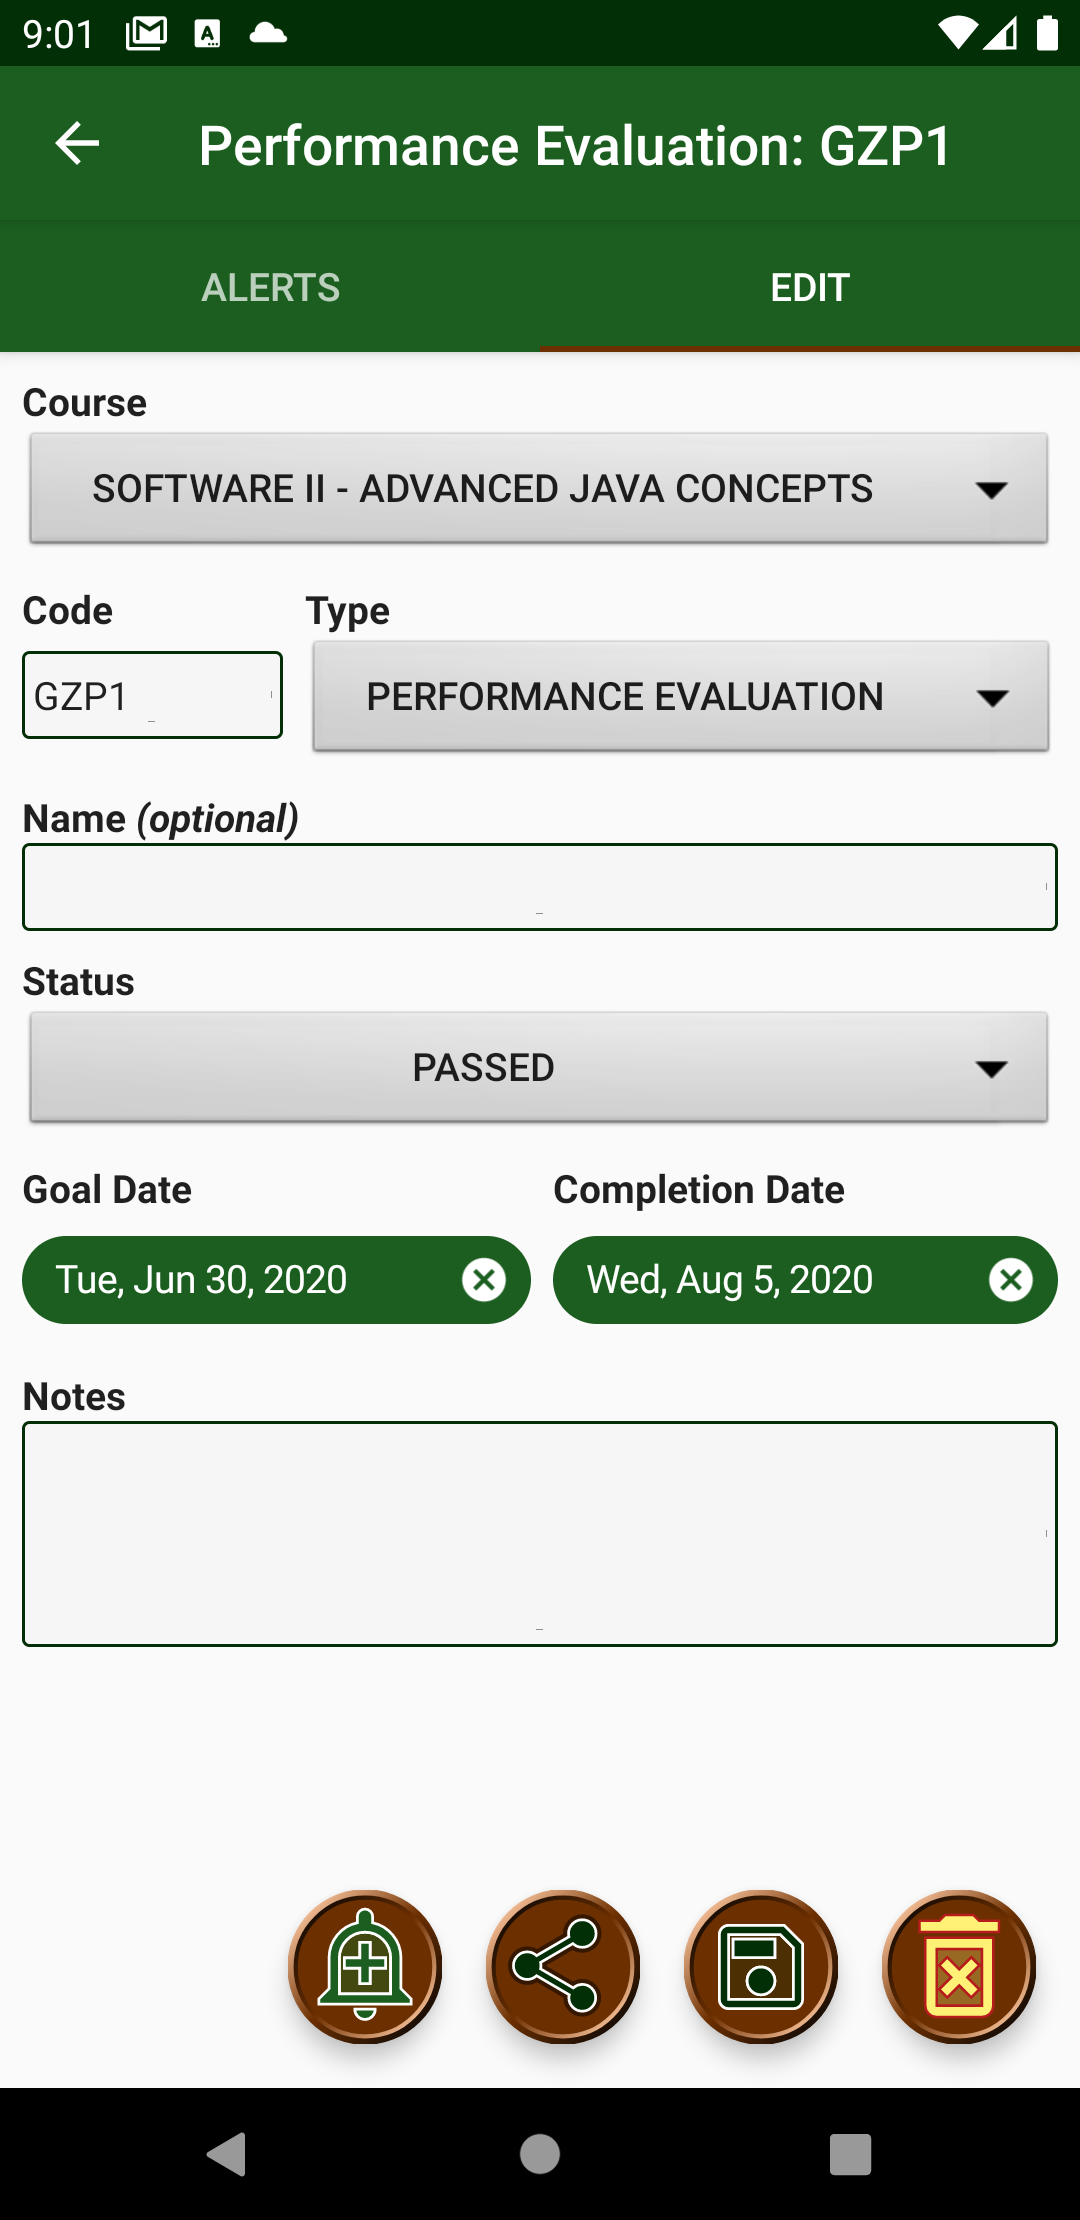 9:01
Performance Evaluation: GZP1
ALERTS EDIT
Course
SOFTWARE II - ADVANCED JAVA CONCEPTS
Code Type
GZP1 PERFORMANCE EVALUATION
Name (optional)
Status
PASSED
Goal Date Completion Date
Tue, Jun 30, 2020 Wed, Aug 5, 2020
Notes